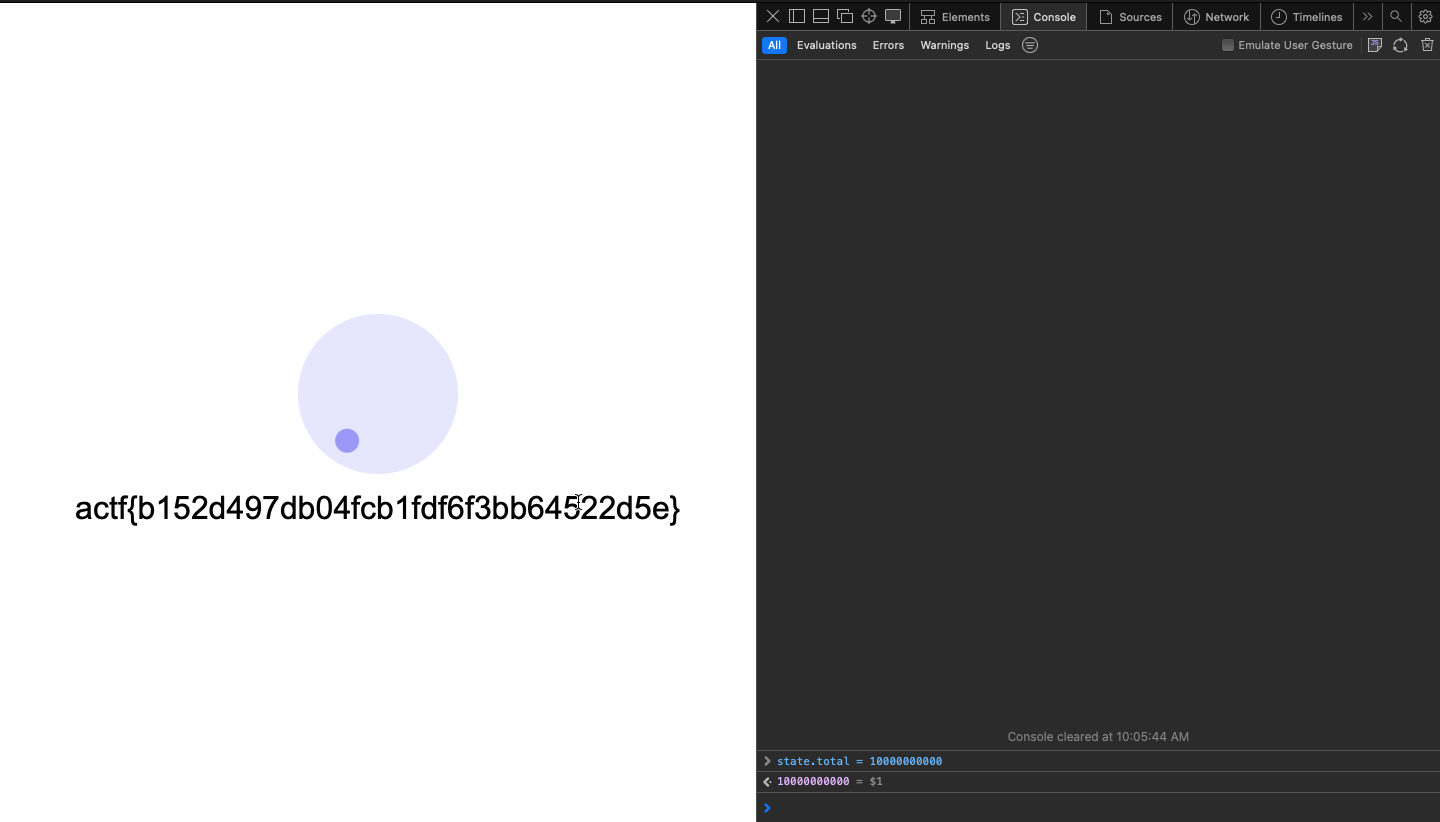 Elements
Console
Sources
Network
Timelines
All
Evaluations
Errors
Warnings
Logs
Emulate User Gesture
actf{b152d497db04fcb1fdf6f3bb64522d5e}
Console cleared at 10:05:44 AM
state.total = 10000000000
10000000000 = $1